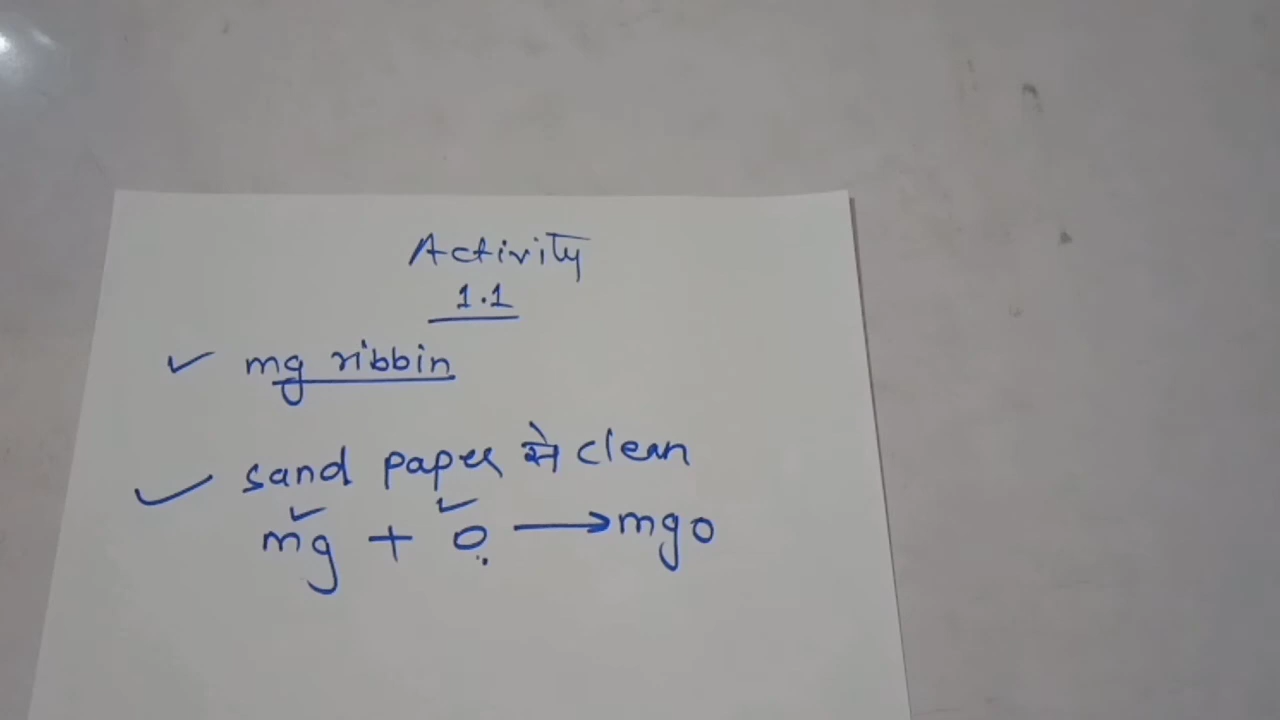 Activity
1.1
mg ribbin
sand paper से clean
mg + o → mgo